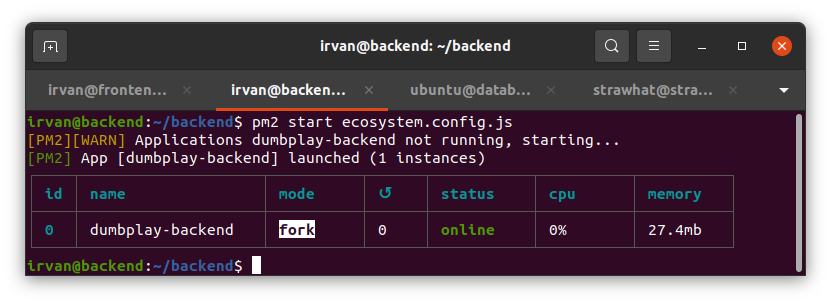 irvan@backend: ~/backend
irvan@fronten...
irvan@backen...
ubuntu@datab...
strawhat@stra...
irvan@backend:~/backend$ pm2 start ecosystem.config.js
[PM2][WARN] Applications dumbplay-backend not running, starting...
[PM2] App [dumbplay-backend] launched (1 instances)
id name mode ↺ status cpu memory
0 dumbplay-backend fork 0 online 0% 27.4mb
irvan@backend:~/backend$